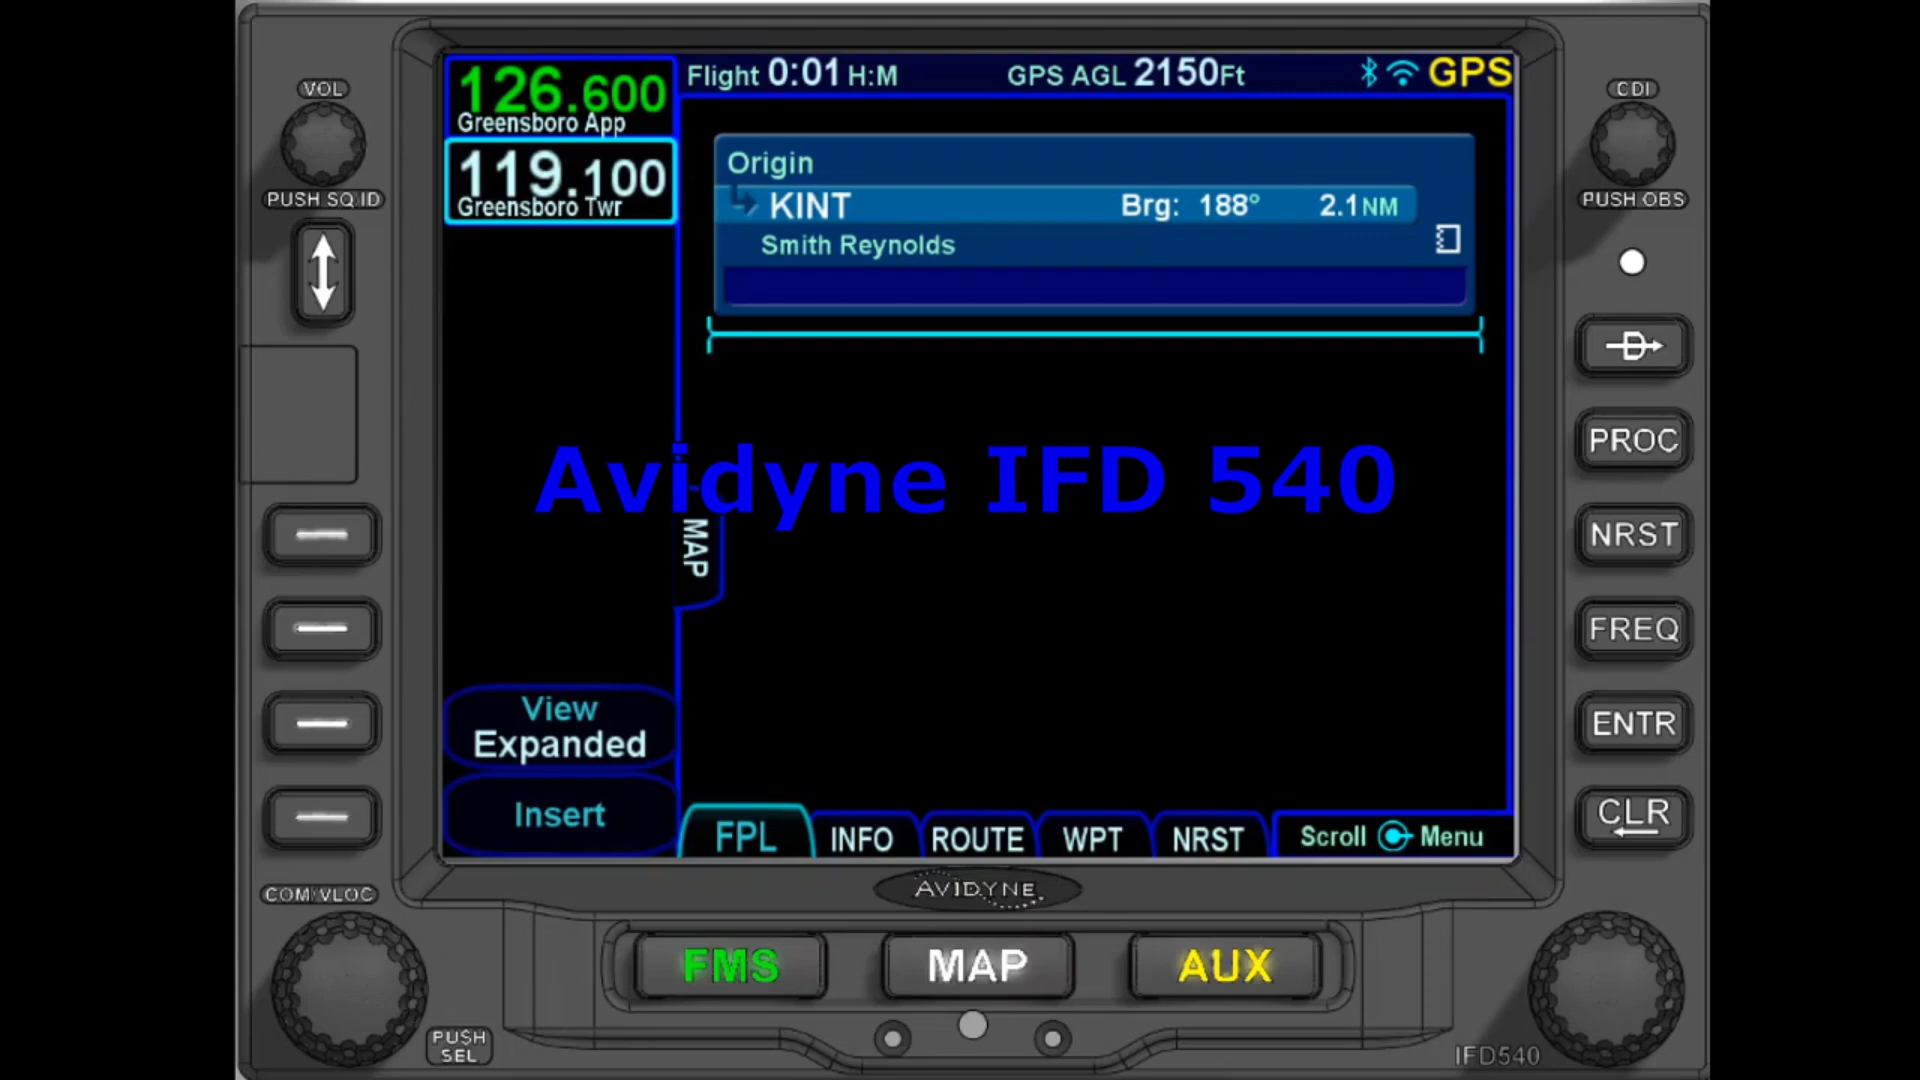 VOL
PUSH SQ/ID
126.600
Greensboro App
119.100
Greensboro Twr
Flight 0:01 H:M
GPS AGL 2150Ft
GPS
CDI
PUSH OBS
Origin
KINT Brg: 188° 2.1NM
Smith Reynolds
Avidyne IFD 540
MAP
D
PROC
NRST
FREQ
ENTR
CLR
View
Expanded
Insert
FPL
INFO
ROUTE
WPT
NRST
Scroll Menu
COM/VLOC
PUSH
SEL
AVIDYNE
FMS
MAP
AUX
IFD540